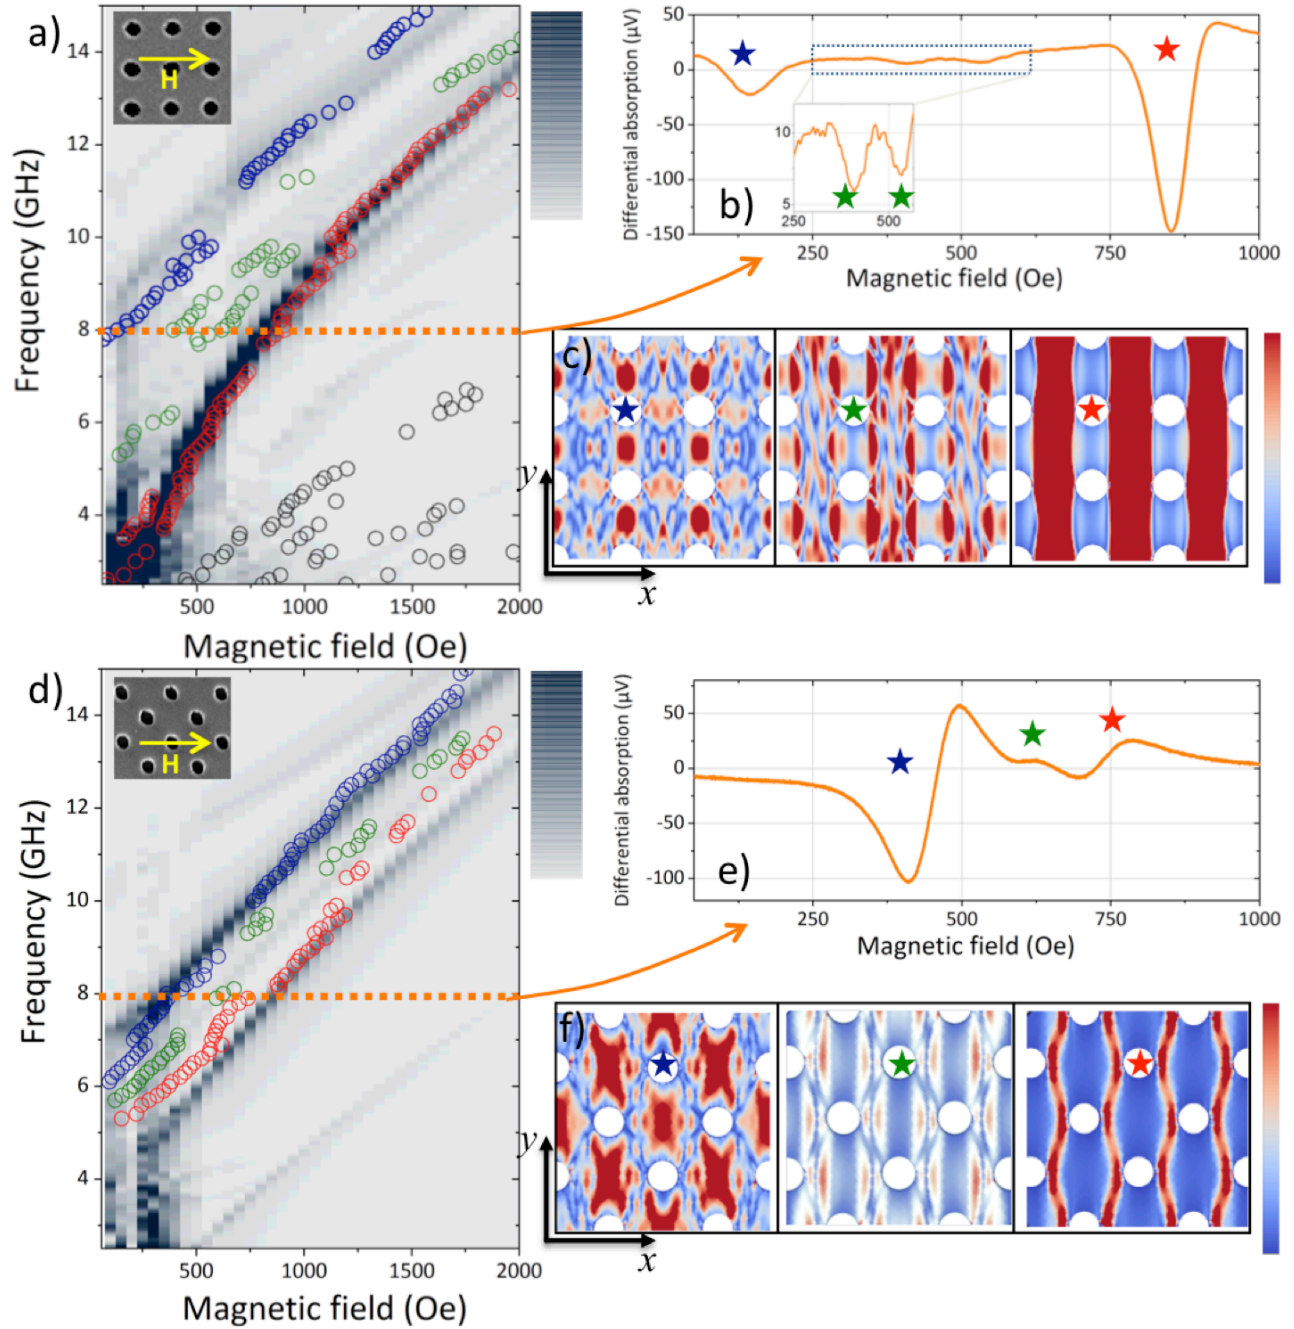 a)
H
Frequency (GHz)
14
12
10
8
6
4
500
1000
1500
2000
Magnetic field (Oe)
b)
Differential absorption (μV)
50
0
-50
-100
-150
10
5
250
500
250
500
750
1000
Magnetic field (Oe)
c)
y
x
d)
H
Frequency (GHz)
14
12
10
8
6
4
500
1000
1500
2000
Magnetic field (Oe)
e)
Differential absorption (μV)
50
0
-50
-100
250
500
750
1000
Magnetic field (Oe)
f)
y
x